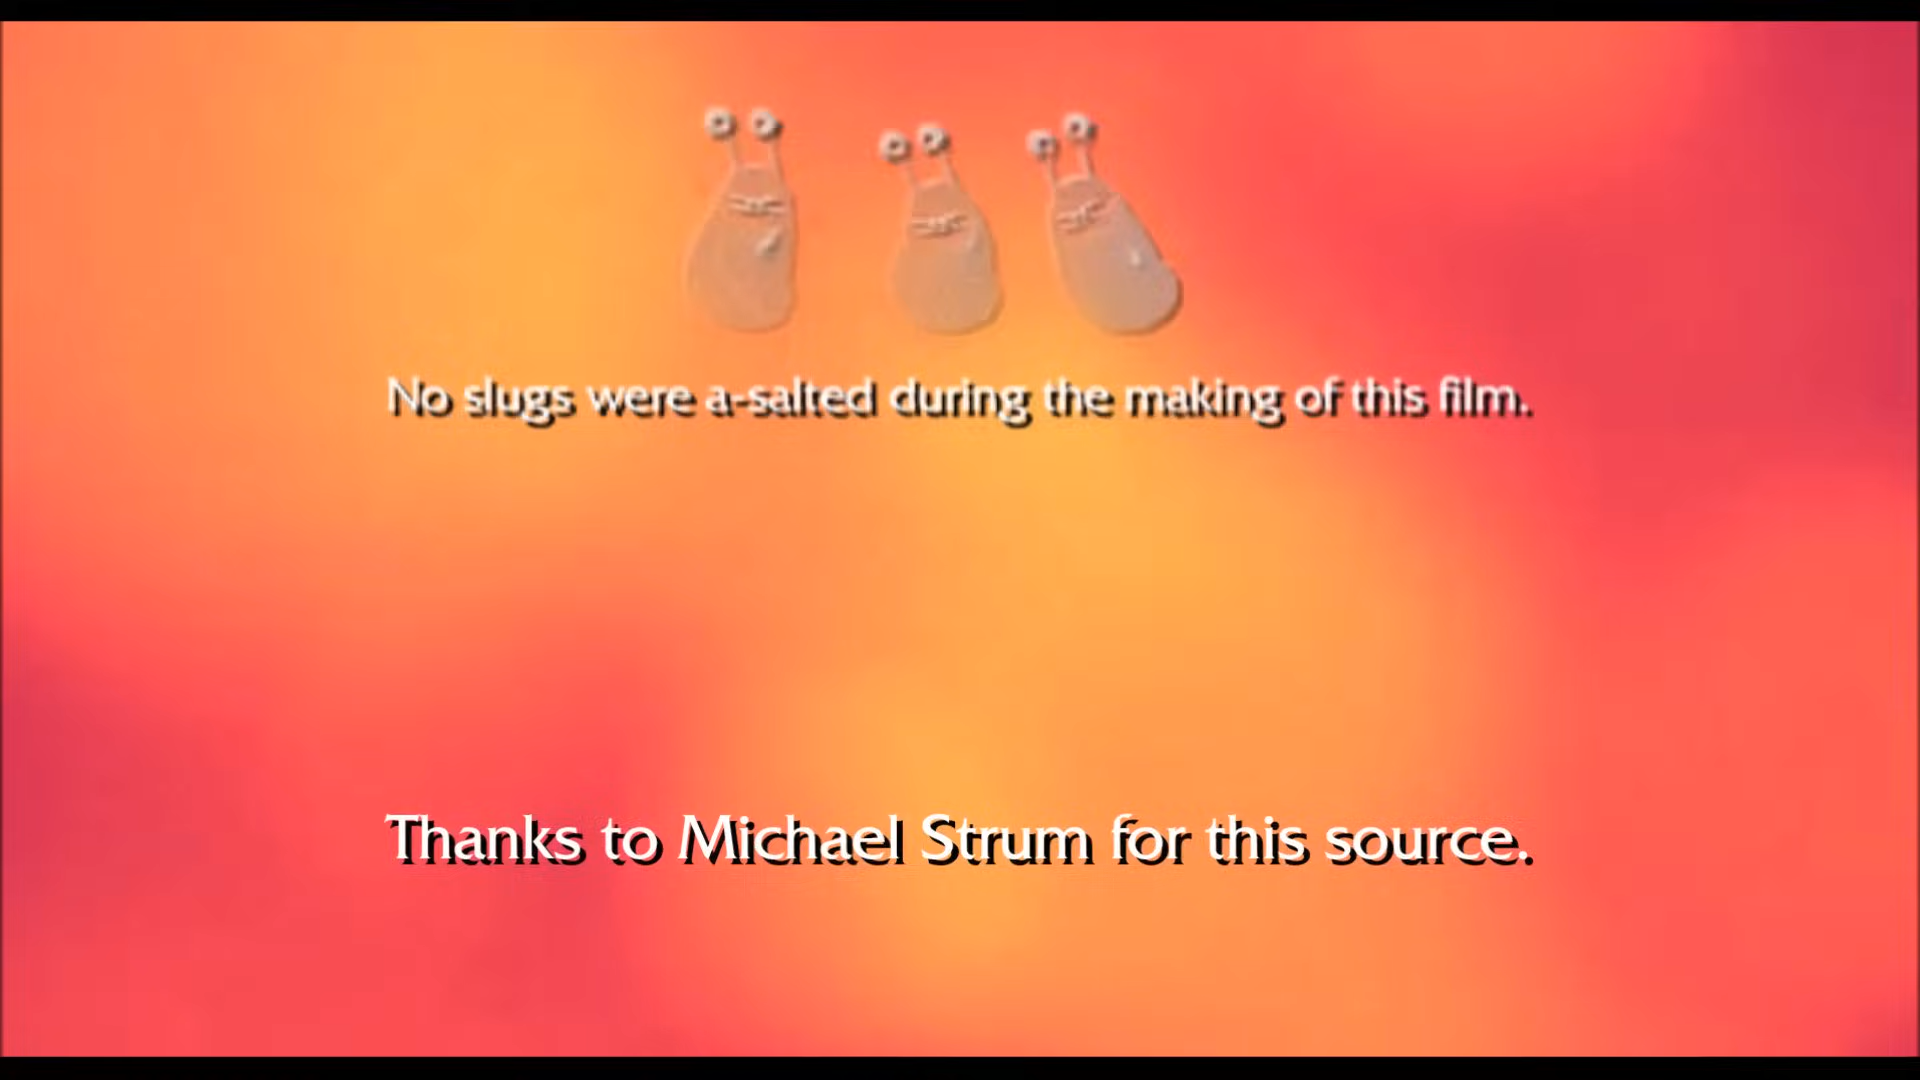 No slugs were a-salted during the making of this film.
Thanks to Michael Strum for this source.